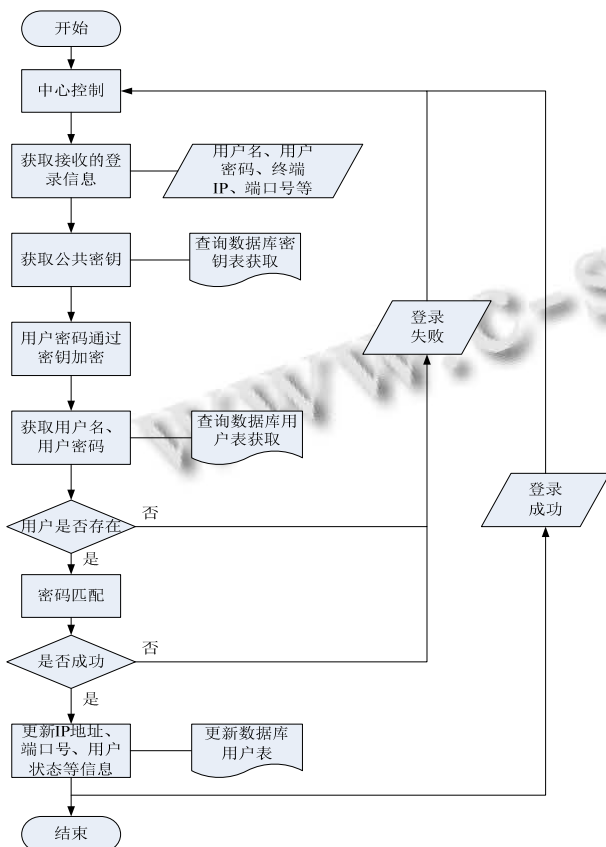 开始
中心控制
获取接收的登
录信息
用户名、用户
密码、终端
IP、端口号等
获取公共密钥
查询数据库密
钥表获取
用户密码通过
密钥加密
登录
失败
获取用户名、
用户密码
查询数据库用
户表获取
用户是否存在
否
登录
成功
是
密码匹配
是否成功
否
是
更新IP地址、
端口号、用户
状态等信息
更新数据库
用户表
结束
www.c-s